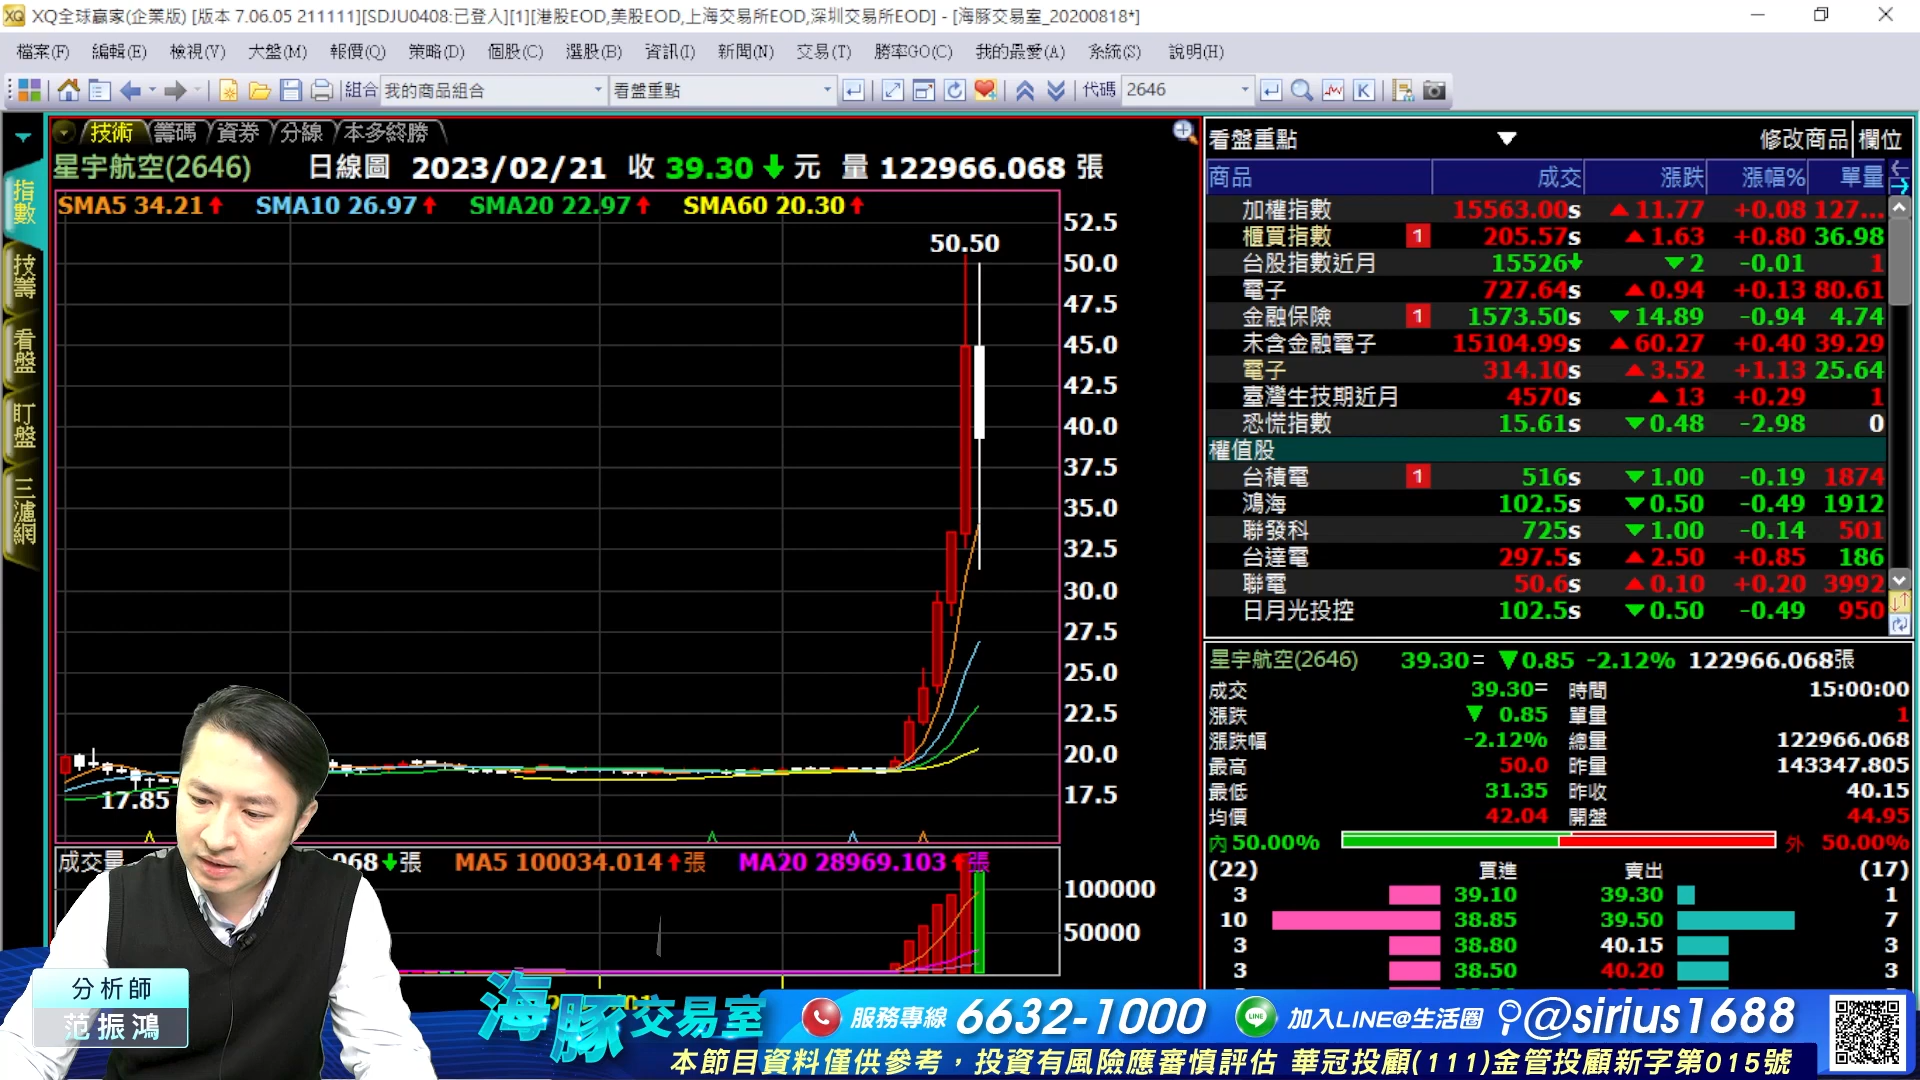 XQ全球贏家(企業版) [版本 7.06.05 211111][SDJU0408:已登入][1][港股EOD,美股EOD,上海交易所EOD,深圳交易所EOD] - [海豚交易室_20200818*]
檔案(F) 編輯(E) 檢視(V) 大盤(M) 報價(Q) 策略(D) 個股(C) 選股(B) 資訊(I) 新聞(N) 交易(T) 勝率GO(C) 我的最愛(A) 系統(S) 說明(H)
組合 我的商品組合 看盤重點 代碼 2646
技術 籌碼 資券 分線 本多終勝
星宇航空(2646) 日線圖 2023/02/21 收 39.30 元 量 122966.068 張
SMA5 34.21 SMA10 26.97 SMA20 22.97 SMA60 20.30
指數
技籌
看盤
盯盤
三濾網
50.50
17.85
52.5
50.0
47.5
45.0
42.5
40.0
37.5
35.0
32.5
30.0
27.5
25.0
22.5
20.0
17.5
成交量 068 張 MA5 100034.014 張 MA20 28969.103 張
100000
50000
看盤重點 修改商品 欄位
商品 成交 漲跌 漲幅% 單量
加權指數 15563.00s ▲11.77 +0.08 127...
櫃買指數 1 205.57s ▲1.63 +0.80 36.98
台股指數近月 15526 ▼2 -0.01 1
電子 727.64s ▲0.94 +0.13 80.61
金融保險 1 1573.50s ▼14.89 -0.94 4.74
未含金融電子 15104.99s ▲60.27 +0.40 39.29
電子 314.10s ▲3.52 +1.13 25.64
臺灣生技期近月 4570s ▲13 +0.29 1
恐慌指數 15.61s ▼0.48 -2.98 0
權值股
台積電 1 516s ▼1.00 -0.19 1874
鴻海 102.5s ▼0.50 -0.49 1912
聯發科 725s ▼1.00 -0.14 501
台達電 297.5s ▲2.50 +0.85 186
聯電 50.6s ▲0.10 +0.20 3992
日月光投控 102.5s ▼0.50 -0.49 950
星宇航空(2646) 39.30= ▼0.85 -2.12% 122966.068張
成交 39.30= 時間 15:00:00
漲跌 ▼ 0.85 單量 1
漲跌幅 -2.12% 總量 122966.068
最高 50.0 昨量 143347.805
最低 31.35 昨收 40.15
均價 42.04 開盤 44.95
內 50.00% 外 50.00%
(22) 買進 賣出 (17)
3 39.10 39.30 1
10 38.85 39.50 7
3 38.80 40.15 3
3 38.50 40.20 3
分析師
范振鴻
海豚交易室 服務專線 6632-1000 LINE 加入LINE@生活圈 @sirius1688
本節目資料僅供參考，投資有風險應審慎評估 華冠投顧(111)金管投顧新字第015號